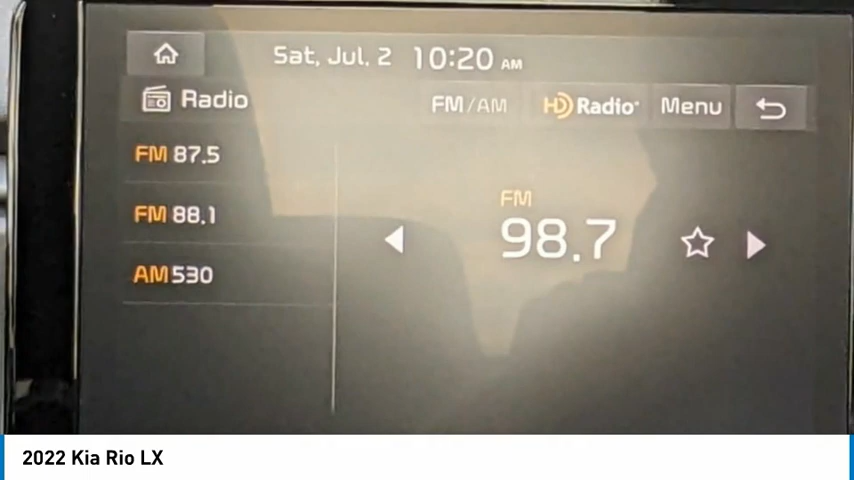 Sat, Jul. 2 10:20 AM
Radio FM/AM HD Radio Menu
FM 87.5
FM 88.1
AM 530
FM
98.7
2022 Kia Rio LX